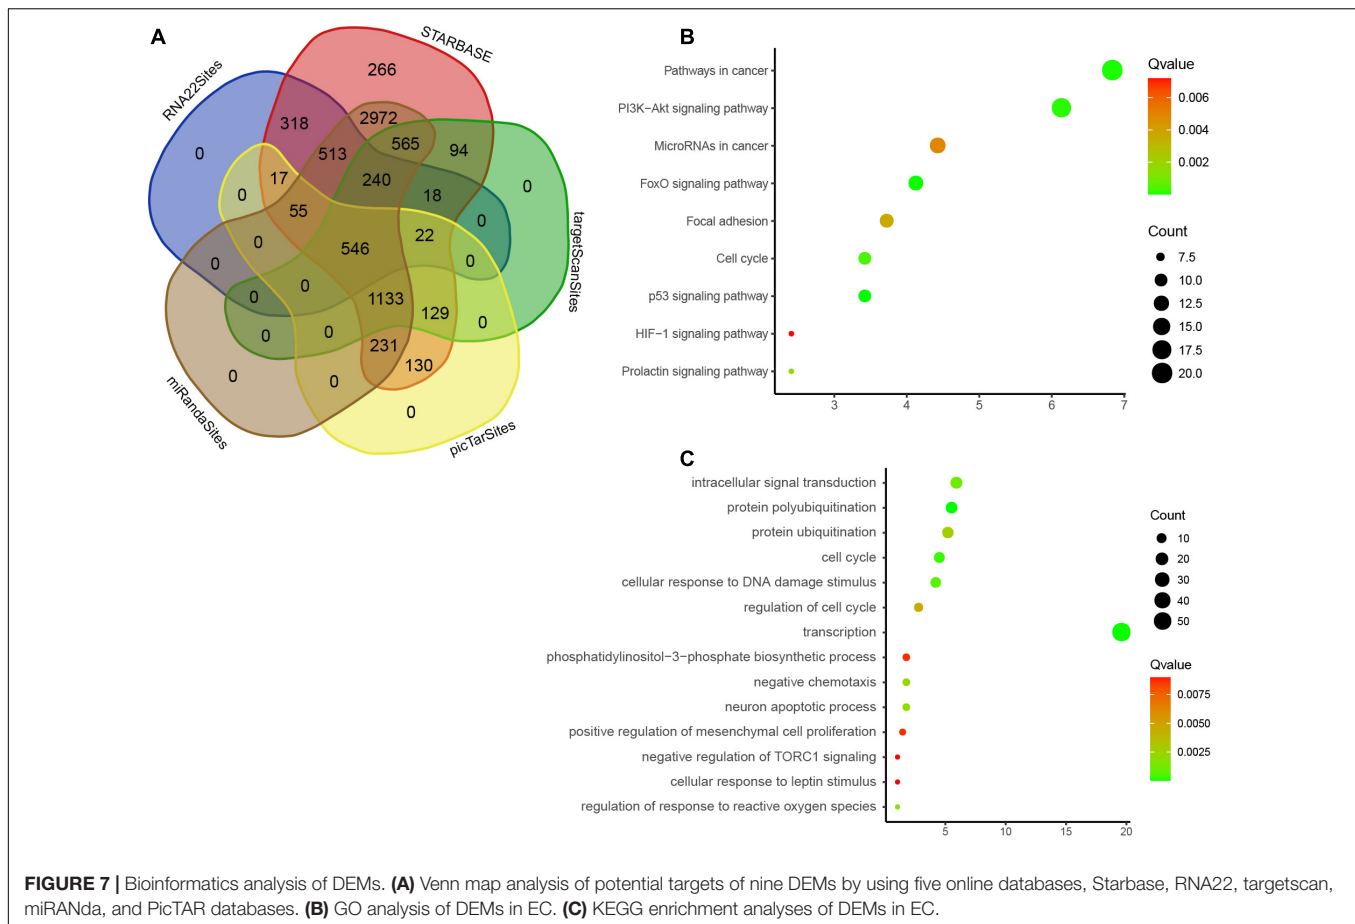 A
STARBASE
RNA22Sites
targetScanSites
picTarSites
miRandaSites
266
318
2972
0
513
565
94
17
240
0
0
18
55
0
546
22
0
0
0
0
0
1133
129
0
0
0
231
130
0
0
0
B
Pathways in cancer
PI3K−Akt signaling pathway
MicroRNAs in cancer
FoxO signaling pathway
Focal adhesion
Cell cycle
p53 signaling pathway
HIF−1 signaling pathway
Prolactin signaling pathway
3 4 5 6 7
Qvalue
0.006
0.004
0.002
Count
7.5
10.0
12.5
15.0
17.5
20.0
C
intracellular signal transduction
protein polyubiquitination
protein ubiquitination
cell cycle
cellular response to DNA damage stimulus
regulation of cell cycle
transcription
phosphatidylinositol−3−phosphate biosynthetic process
negative chemotaxis
neuron apoptotic process
positive regulation of mesenchymal cell proliferation
negative regulation of TORC1 signaling
cellular response to leptin stimulus
regulation of response to reactive oxygen species
5 10 15 20
Count
10
20
30
40
50
Qvalue
0.0075
0.0050
0.0025
FIGURE 7 | Bioinformatics analysis of DEMs. (A) Venn map analysis of potential targets of nine DEMs by using five online databases, Starbase, RNA22, targetscan,
miRANda, and PicTAR databases. (B) GO analysis of DEMs in EC. (C) KEGG enrichment analyses of DEMs in EC.